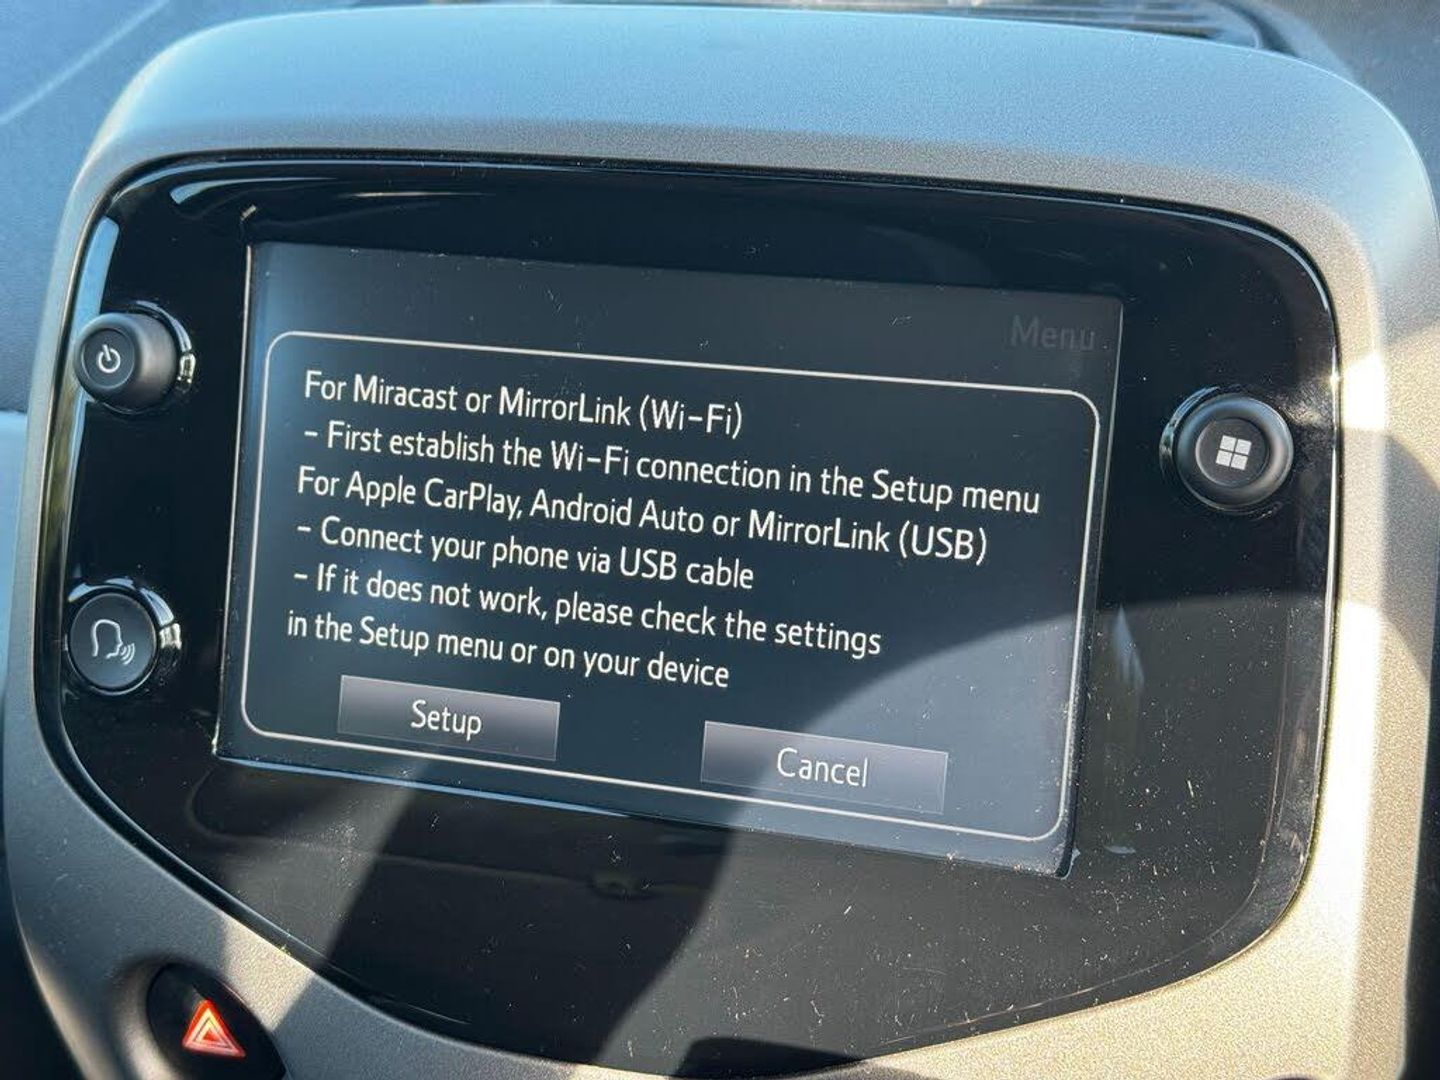 Menu
For Miracast or MirrorLink (Wi-Fi)
- First establish the Wi-Fi connection in the Setup menu
For Apple CarPlay, Android Auto or MirrorLink (USB)
- Connect your phone via USB cable
- If it does not work, please check the settings
in the Setup menu or on your device
Setup
Cancel